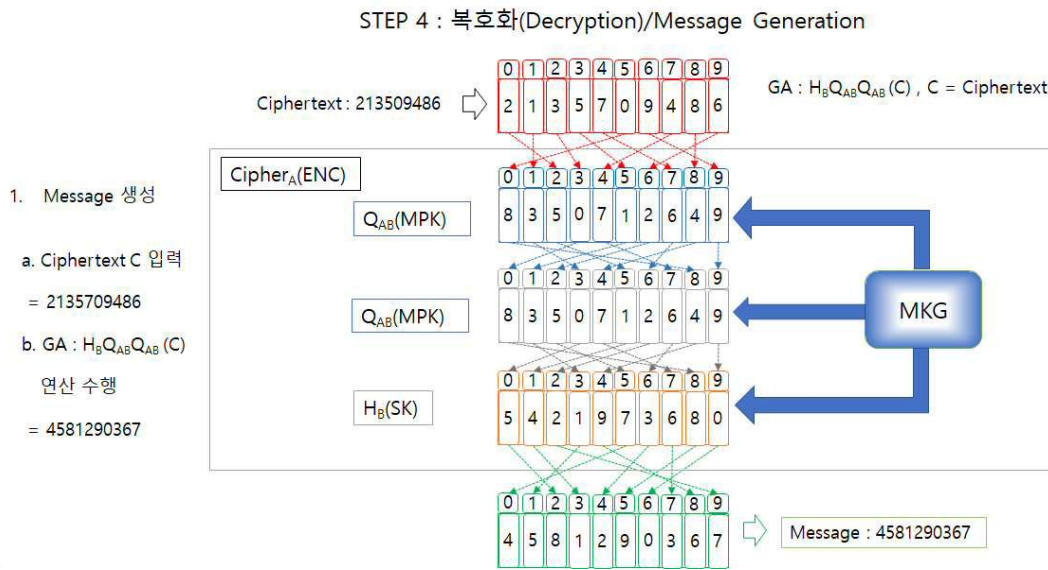 STEP 4 : 복호화(Decryption)/Message Generation
0 1 2 3 4 5 6 7 8 9
Ciphertext : 213509486
2 1 3 5 7 0 9 4 8 6
GA : HBQABQAB(C) , C = Ciphertext
CipherA(ENC)
0 1 2 3 4 5 6 7 8 9
1. Message 생성
QAB(MPK)
8 3 5 0 7 1 2 6 4 9
a. Ciphertext C 입력
0 1 2 3 4 5 6 7 8 9
= 2135709486
QAB(MPK)
8 3 5 0 7 1 2 6 4 9
MKG
b. GA : HBQABQAB(C)
연산 수행
0 1 2 3 4 5 6 7 8 9
HB(SK)
5 4 2 1 9 7 3 6 8 0
= 4581290367
0 1 2 3 4 5 6 7 8 9
4 5 8 1 2 9 0 3 6 7
Message : 4581290367